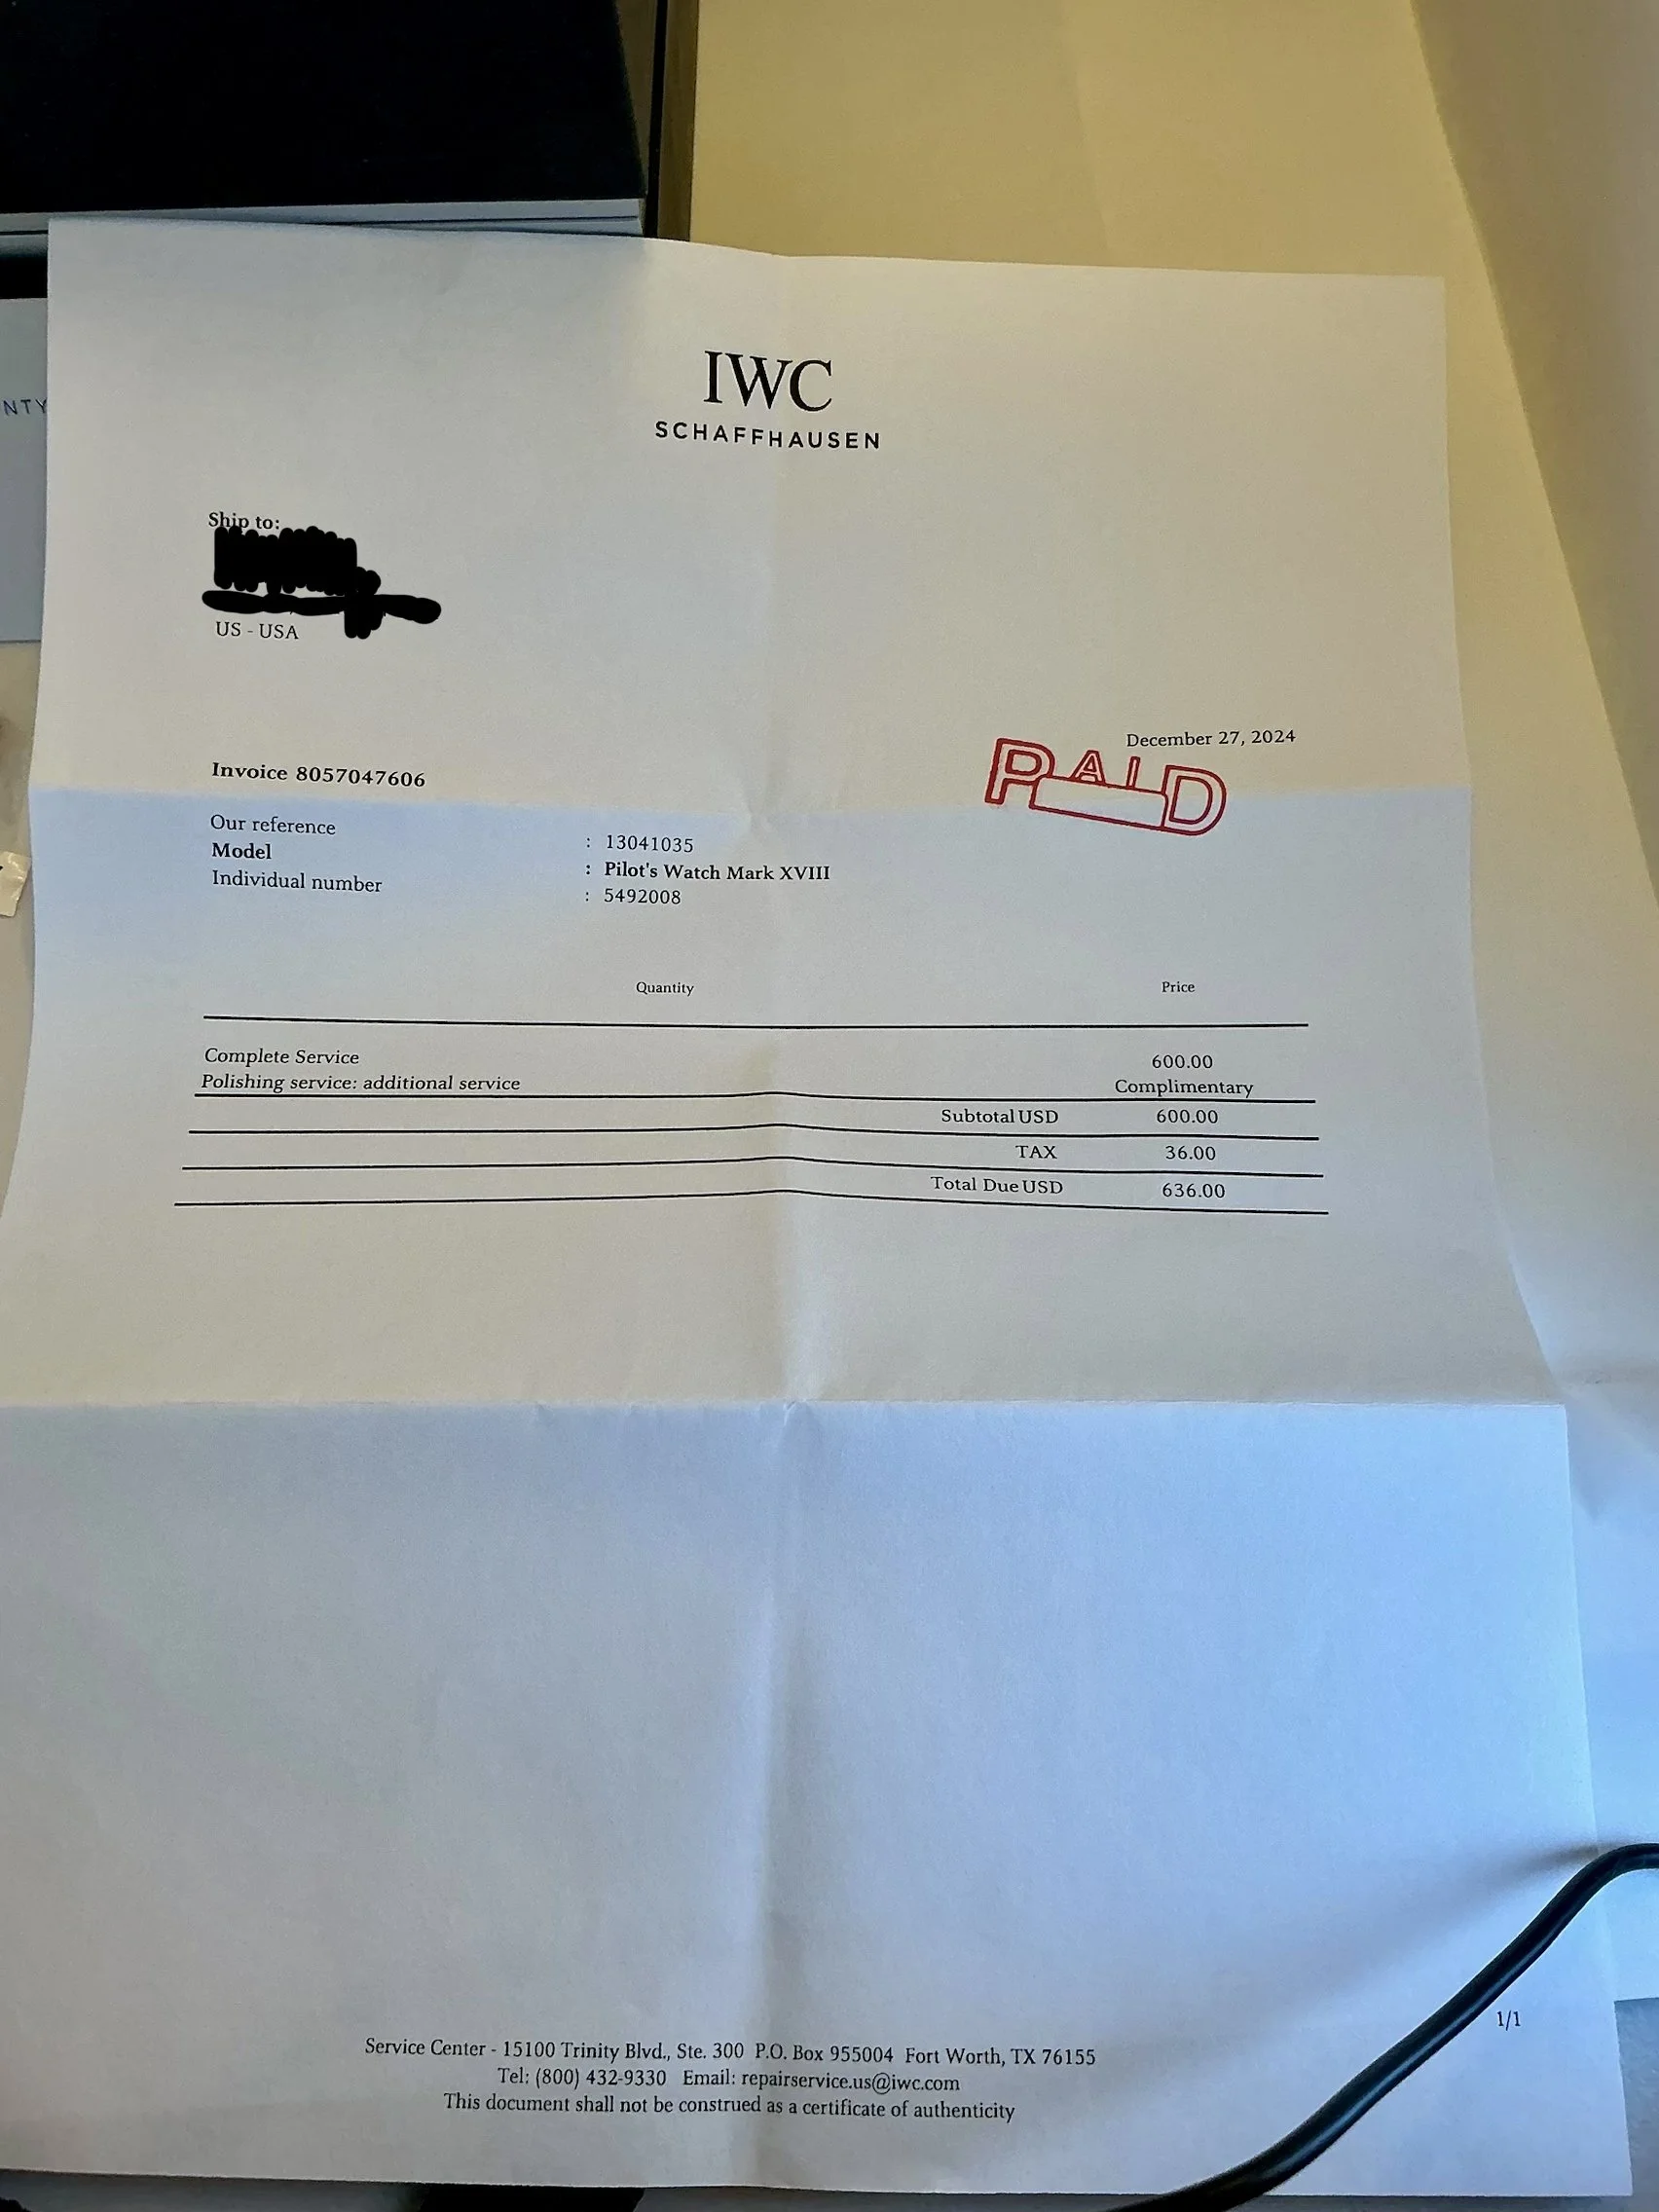 NTY
IWC
SCHAFFHAUSEN
Ship to:
US - USA
December 27, 2024
PAID
Invoice 8057047606
Our reference : 13041035
Model : Pilot's Watch Mark XVIII
Individual number : 5492008
Quantity Price
Complete Service 600.00
Polishing service: additional service Complimentary
Subtotal USD 600.00
TAX 36.00
Total Due USD 636.00
1/1
Service Center - 15100 Trinity Blvd., Ste. 300 P.O. Box 955004 Fort Worth, TX 76155
Tel: (800) 432-9330 Email: repairservice.us@iwc.com
This document shall not be construed as a certificate of authenticity